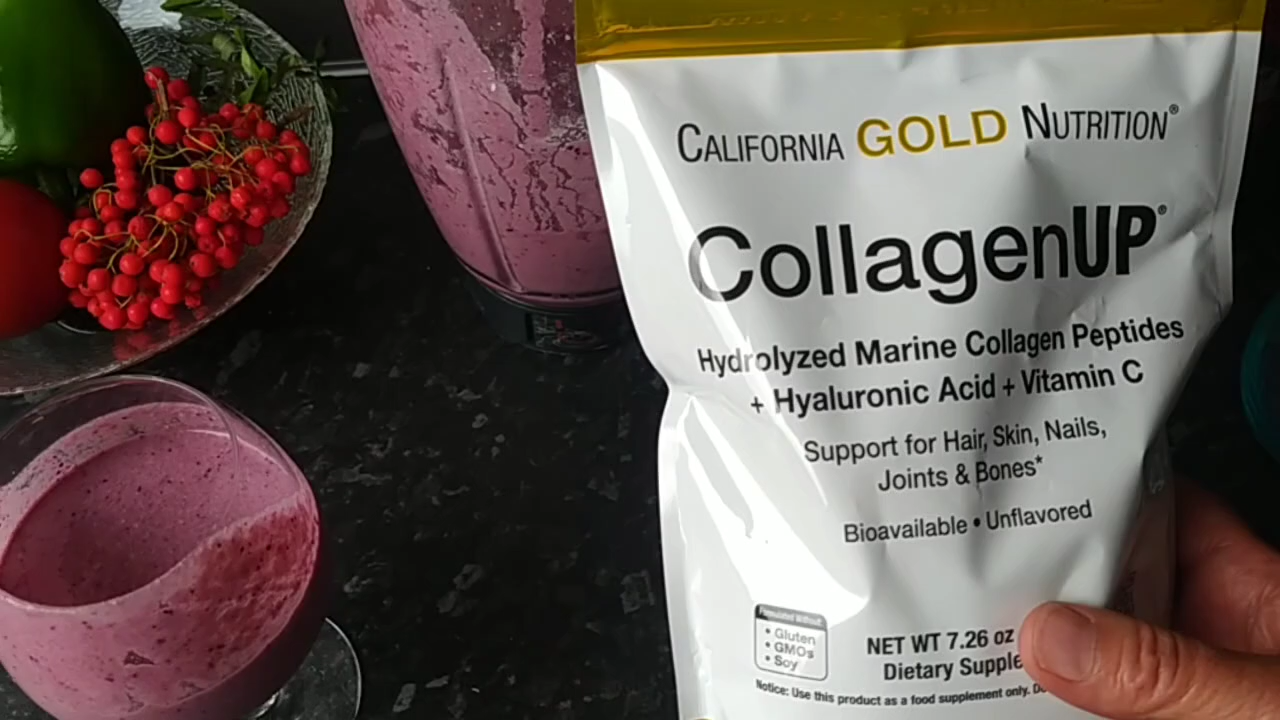 CALIFORNIA GOLD NUTRITION®
CollagenUP®
Hydrolyzed Marine Collagen Peptides
+ Hyaluronic Acid + Vitamin C
Support for Hair, Skin, Nails,
Joints & Bones*
Bioavailable • Unflavored
Formulated Without
• Gluten
• GMOs
• Soy
NET WT 7.26 oz
Dietary Supple
Notice: Use this product as a food supplement only.